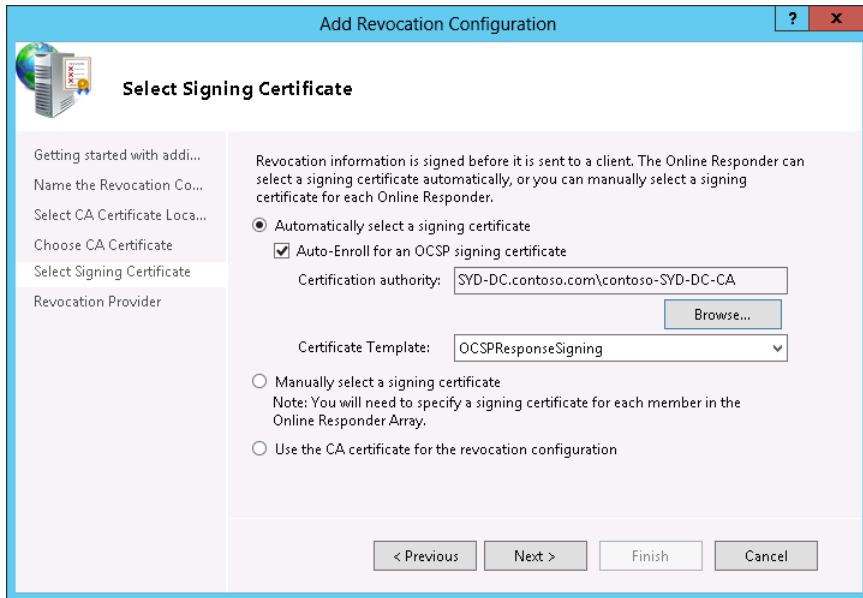 Add Revocation Configuration
? x
Select Signing Certificate
Getting started with addi...
Name the Revocation Co...
Select CA Certificate Loca...
Choose CA Certificate
Select Signing Certificate
Revocation Provider
Revocation information is signed before it is sent to a client. The Online Responder can
select a signing certificate automatically, or you can manually select a signing
certificate for each Online Responder.
Automatically select a signing certificate
Auto-Enroll for an OCSP signing certificate
Certification authority: SYD-DC.contoso.com\contoso-SYD-DC-CA
Browse...
Certificate Template: OCSPResponseSigning
Manually select a signing certificate
Note: You will need to specify a signing certificate for each member in the
Online Responder Array.
Use the CA certificate for the revocation configuration
< Previous Next > Finish Cancel